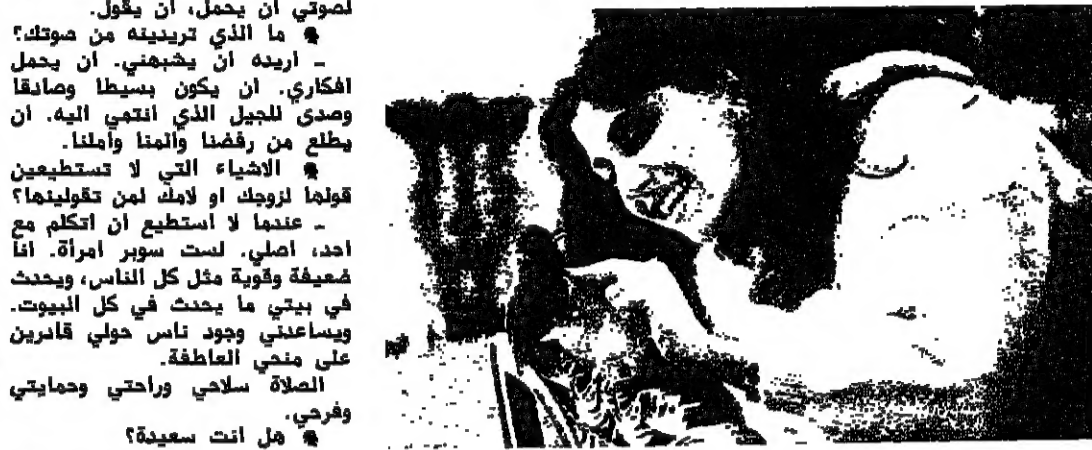 لصوتي ان يحمل، ان يقول.
● ما الذي تريدينه من صوتك؟
ـ اريده ان يشبهني. ان يحمل
افكاري. ان يكون بسيطا وصادقا
وصدى للجيل الذي انتمي اليه. ان
يطلع من رفضنا وألمنا وأملنا.
● الاشياء التي لا تستطيعين
قولها لزوجك او لامك لمن تقولينها؟
ـ عندما لا استطيع ان اتكلم مع
احد، اصلي. لست سوبر امرأة. انا
ضعيفة وقوية مثل كل الناس، ويحدث
في بيتي ما يحدث في كل البيوت.
ويساعدني وجود ناس حولي قادرين
على منحي العاطفة.
الصلاة سلاحي وراحتي وحمايتي
وفرحي.
● هل انت سعيدة؟